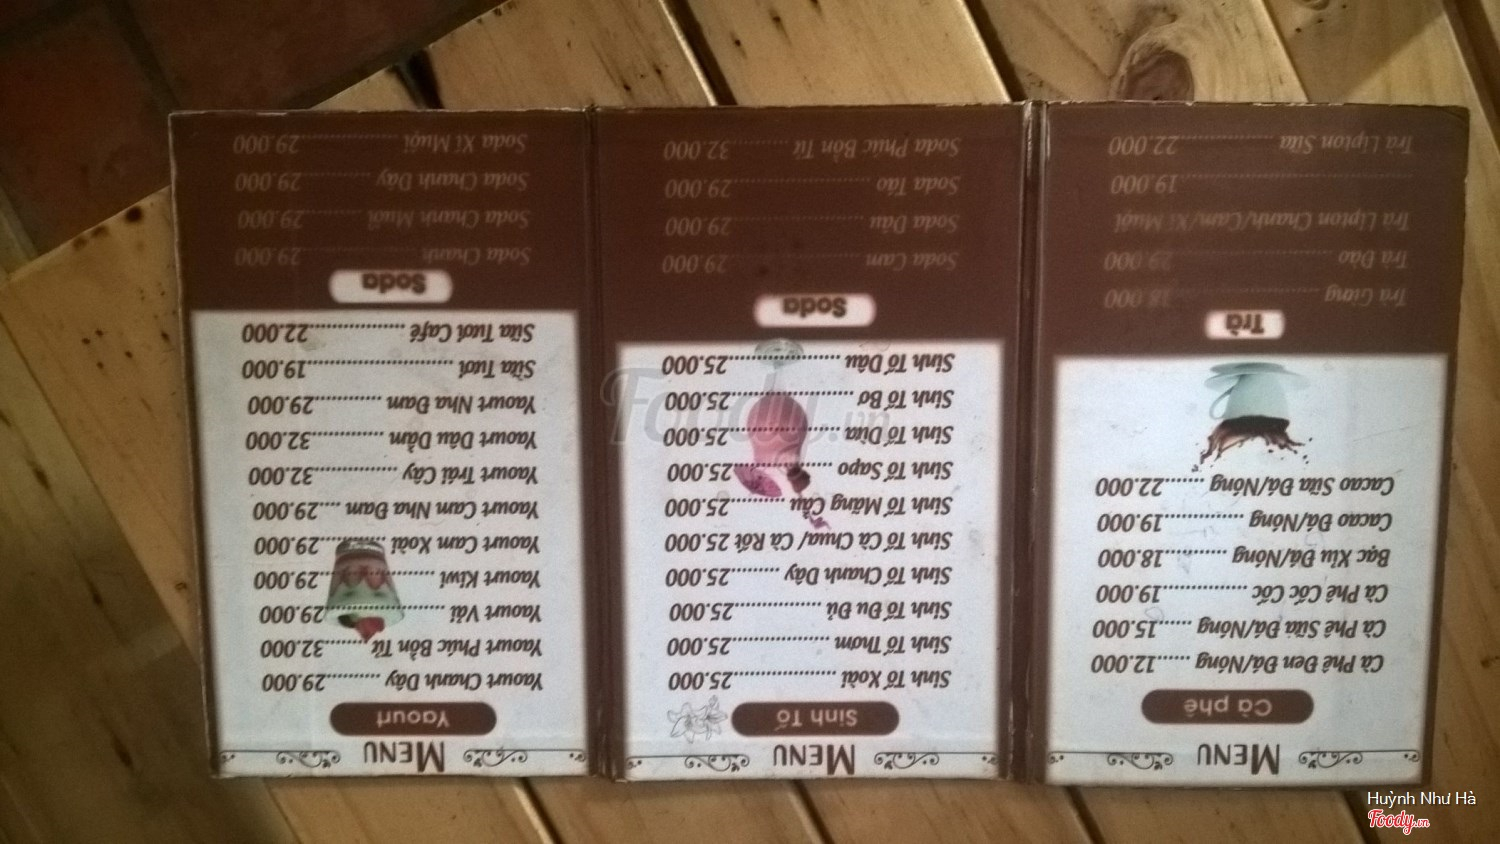 MENU
Cà phê
Cà Phê Đen Đá/Nóng ......12.000
Cà Phê Sữa Đá/Nóng ......15.000
Cà Phê Cốc Cốc ...............19.000
Bạc Xỉu Đá/Nóng ............18.000
Cacao Đá/Nóng ...............19.000
Cacao Sữa Đá/Nóng .......22.000
Trà
Trà Gừng .....................18.000
Trà Đào .....................29.000
Trà Lipton Chanh/Cam/Xí Muội
.....................19.000
Trà Lipton Sữa .....................22.000
MENU
Sinh Tố
Sinh Tố Xoài .................25.000
Sinh Tố Thơm ...............25.000
Sinh Tố Đu Đủ ..............25.000
Sinh Tố Chanh Dây ........25.000
Sinh Tố Cà Chua/ Cà Rốt 25.000
Sinh Tố Mãng Cầu .........25.000
Sinh Tố Sapo ................25.000
Sinh Tố Dừa ..................25.000
Sinh Tố Bơ ...................25.000
Sinh Tố Dâu ..................25.000
Soda
Soda Cam ...............29.000
Soda Dâu ...............29.000
Soda Táo ...............29.000
Soda Phúc Bồn Tử ...........32.000
MENU
Yaourt
Yaourt Chanh Dây ..........29.000
Yaourt Phúc Bồn Tử .......32.000
Yaourt Vải ...................29.000
Yaourt Kiwi ..................29.000
Yaourt Cam Xoài ..........29.000
Yaourt Cam Nha Đam ....29.000
Yaourt Trái Cây ............32.000
Yaourt Dâu Dầm ...........32.000
Yaourt Nha Đam ...........29.000
Sữa Tươi .....................19.000
Sữa Tươi Café ..................22.000
Soda
Soda Chanh ...............29.000
Soda Chanh Muối ...........29.000
Soda Chanh Dây ............29.000
Soda Xí Muội ...............29.000
Foody.vn
Huỳnh Như Hà
Foody.vn